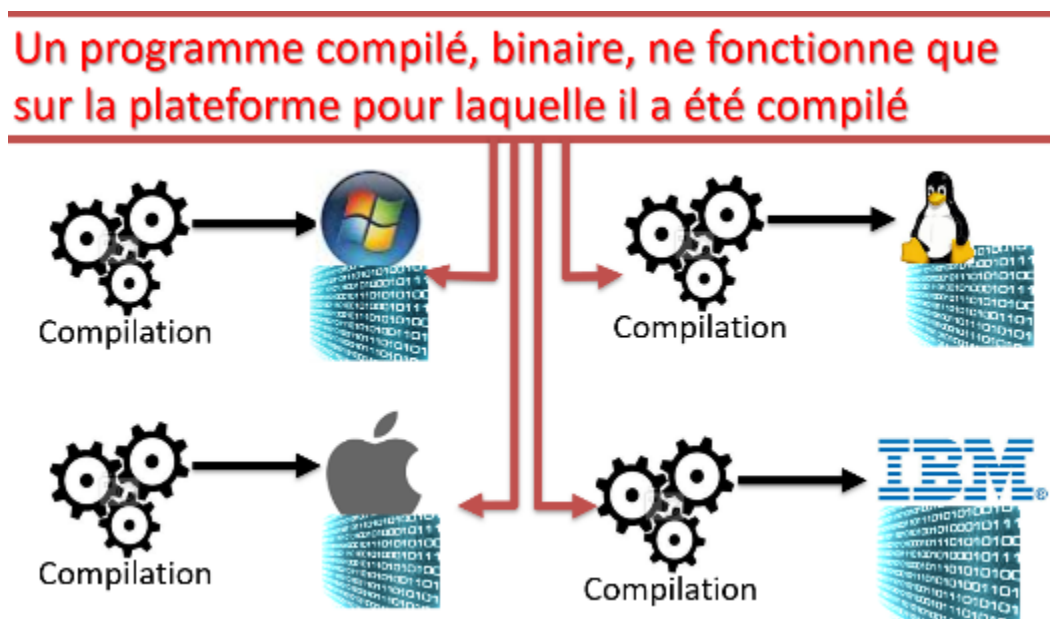 Un programme compilé, binaire, ne fonctionne que
sur la plateforme pour laquelle il a été compilé
Compilation
Compilation
IBM®
Compilation
Compilation